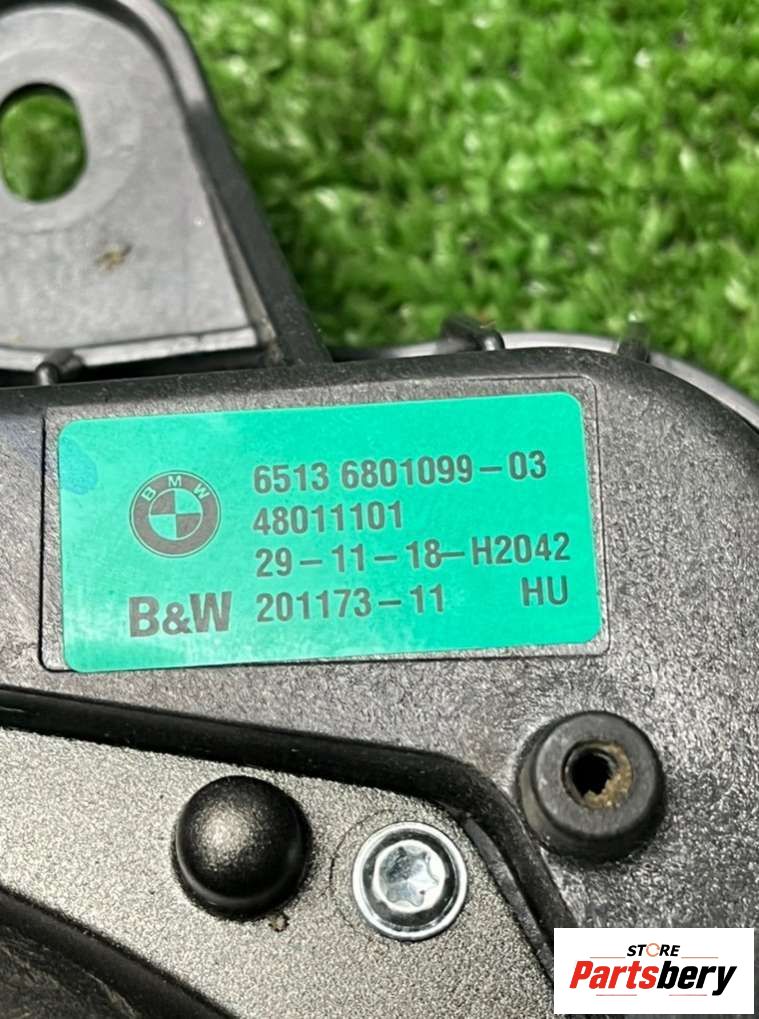 BMW
6513 6801099-03
48011101
29-11-18-H2042
B&W 201173-11 HU
STORE
Partsbery